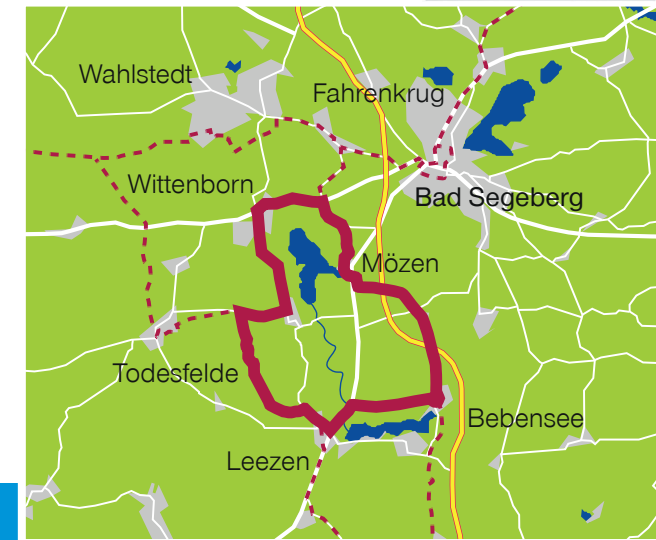 Wahlstedt
Fahrenkrug
Wittenborn
Bad Segeberg
Mözen
Todesfelde
Bebensee
Leezen